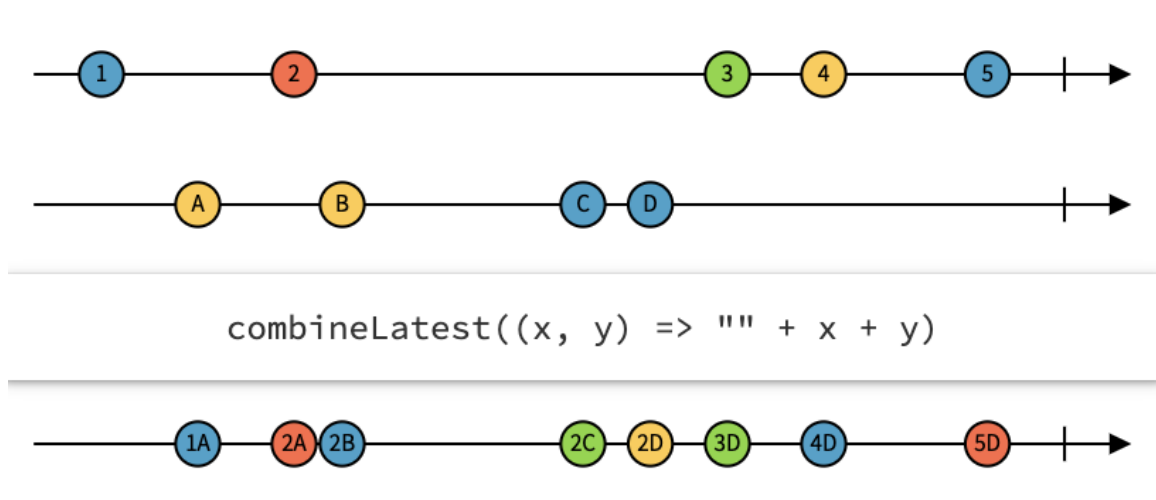 1 2 3 4 5
A B C D
combineLatest((x, y) => "" + x + y)
1A 2A 2B 2C 2D 3D 4D 5D